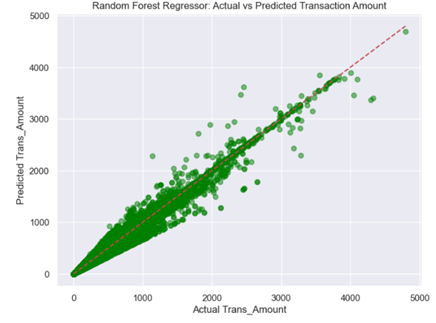 Random Forest Regressor: Actual vs Predicted Transaction Amount
5000
4000
3000
2000
1000
0
Predicted Trans_Amount
0 1000 2000 3000 4000 5000
Actual Trans_Amount